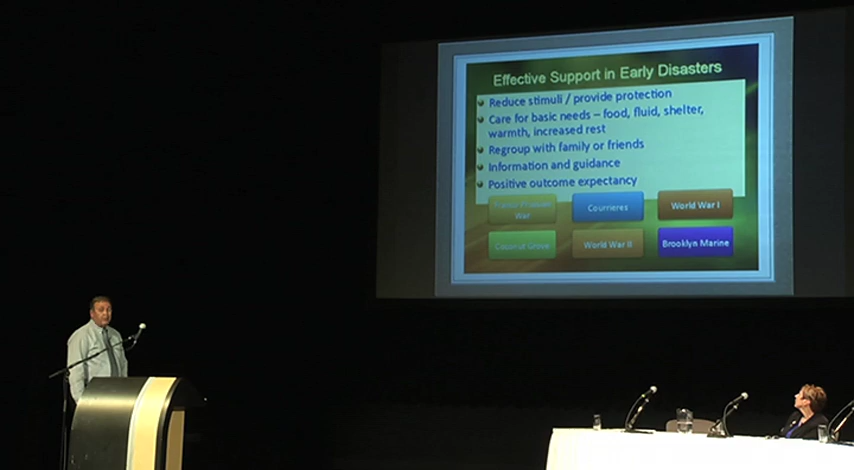 Effective Support in Early Disasters
Reduce stimuli / provide protection
Care for basic needs – food, fluid, shelter,
warmth, increased rest
Regroup with family or friends
Information and guidance
Positive outcome expectancy
War
Courrieres
World War I
Coconut Grove
World War II
Brooklyn Marine